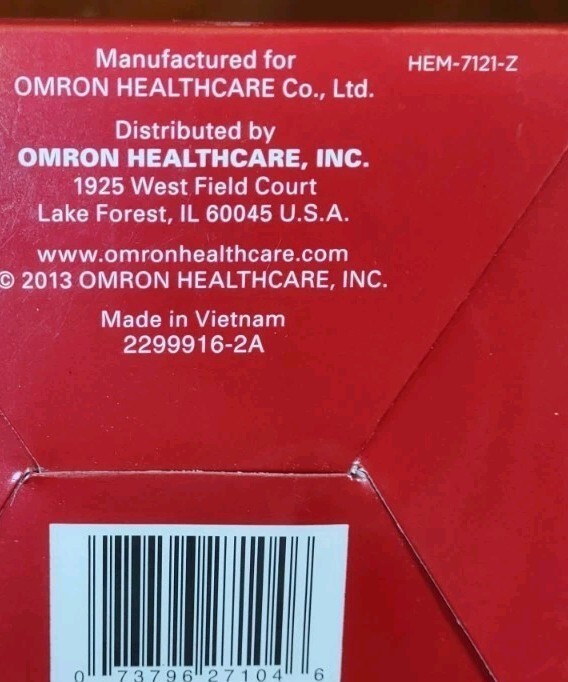 Manufactured for
OMRON HEALTHCARE Co., Ltd.
HEM-7121-Z
Distributed by
OMRON HEALTHCARE, INC.
1925 West Field Court
Lake Forest, IL 60045 U.S.A.
www.omronhealthcare.com
© 2013 OMRON HEALTHCARE, INC.
Made in Vietnam
2299916-2A
0 73796 27104 6